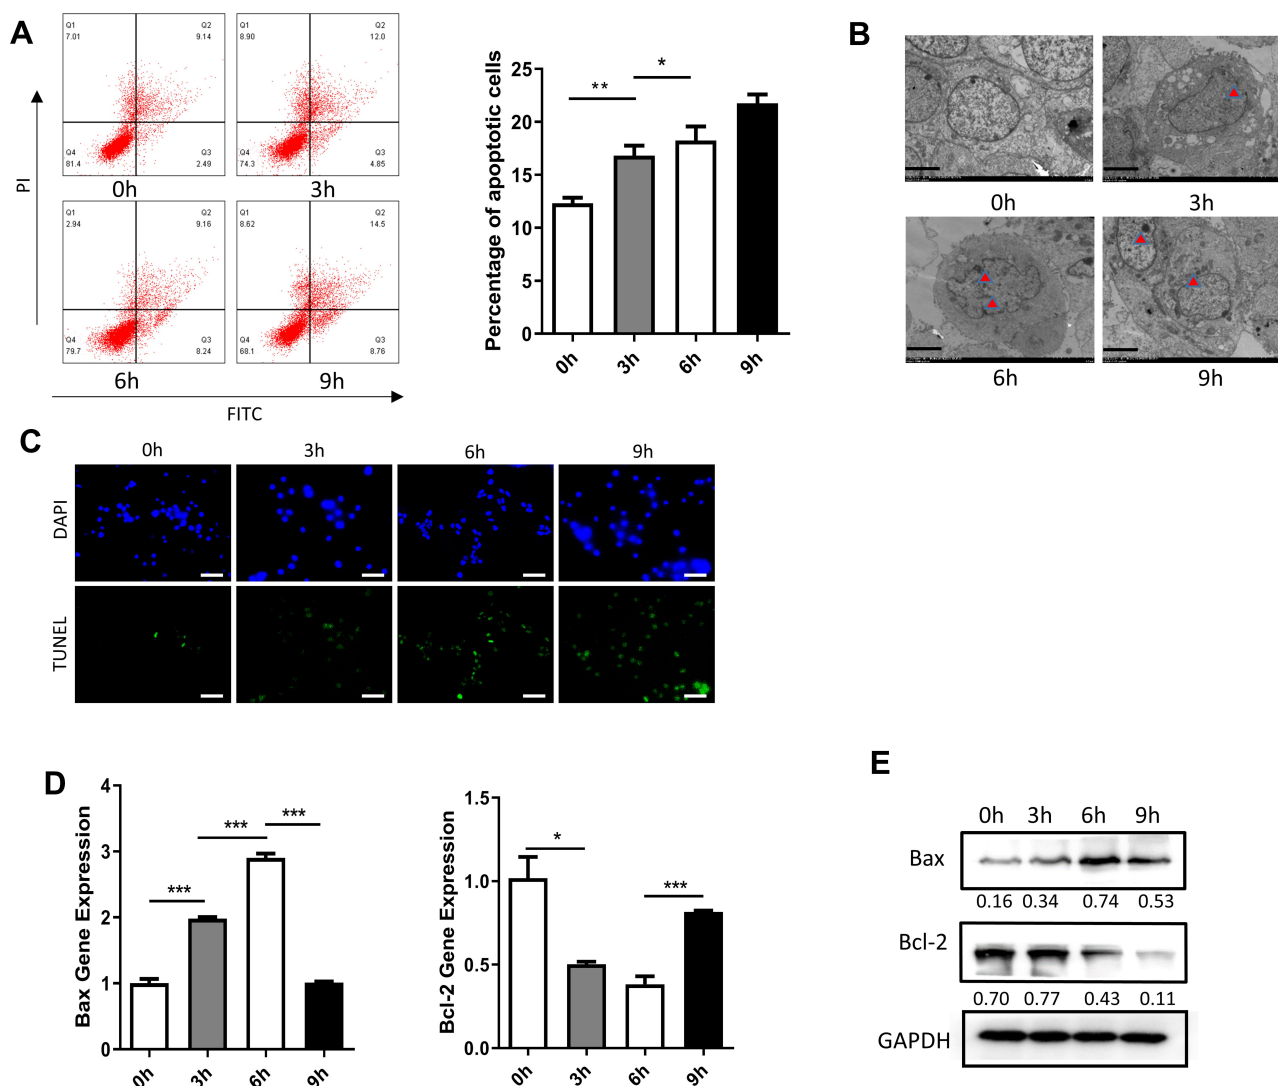 A
Q1
7.01
Q2
9.14
Q4
81.4
Q3
2.49
0h
Q1
8.90
Q2
12.0
Q4
74.3
Q3
4.85
3h
Q1
2.94
Q2
9.16
Q4
79.7
Q3
8.24
6h
Q1
8.62
Q2
14.5
Q4
68.1
Q3
8.76
9h
PI
FITC
Percentage of apoptotic cells
25
20
15
10
5
0
**
*
0h
3h
6h
9h
B
0h
3h
6h
9h
C
0h
3h
6h
9h
DAPI
TUNEL
D
Bax Gene Expression
4
3
2
1
0
***
***
***
0h
3h
6h
9h
Bcl-2 Gene Expression
1.5
1.0
0.5
0.0
*
***
0h
3h
6h
9h
E
0h 3h 6h 9h
Bax
0.16 0.34 0.74 0.53
Bcl-2
0.70 0.77 0.43 0.11
GAPDH